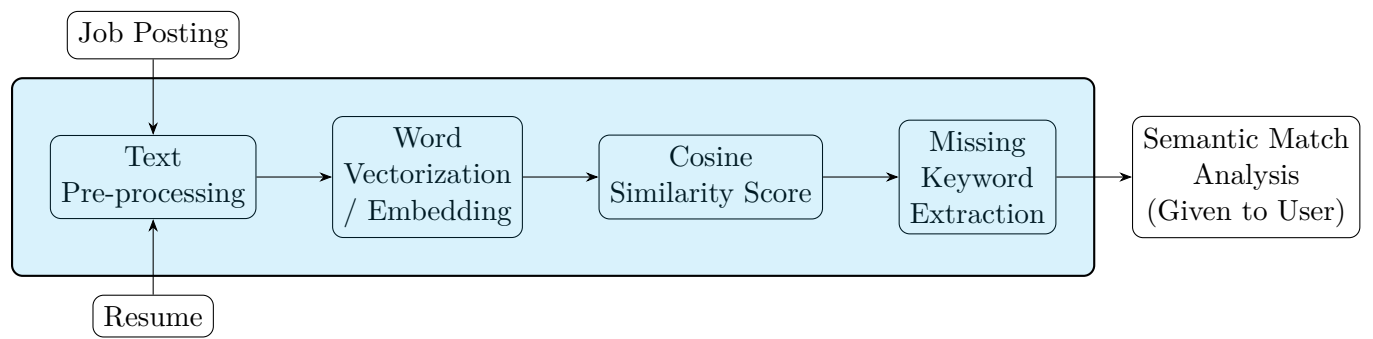 Job Posting
Text
Pre-processing
Word
Vectorization
/ Embedding
Cosine
Similarity Score
Missing
Keyword
Extraction
Semantic Match
Analysis
(Given to User)
Resume